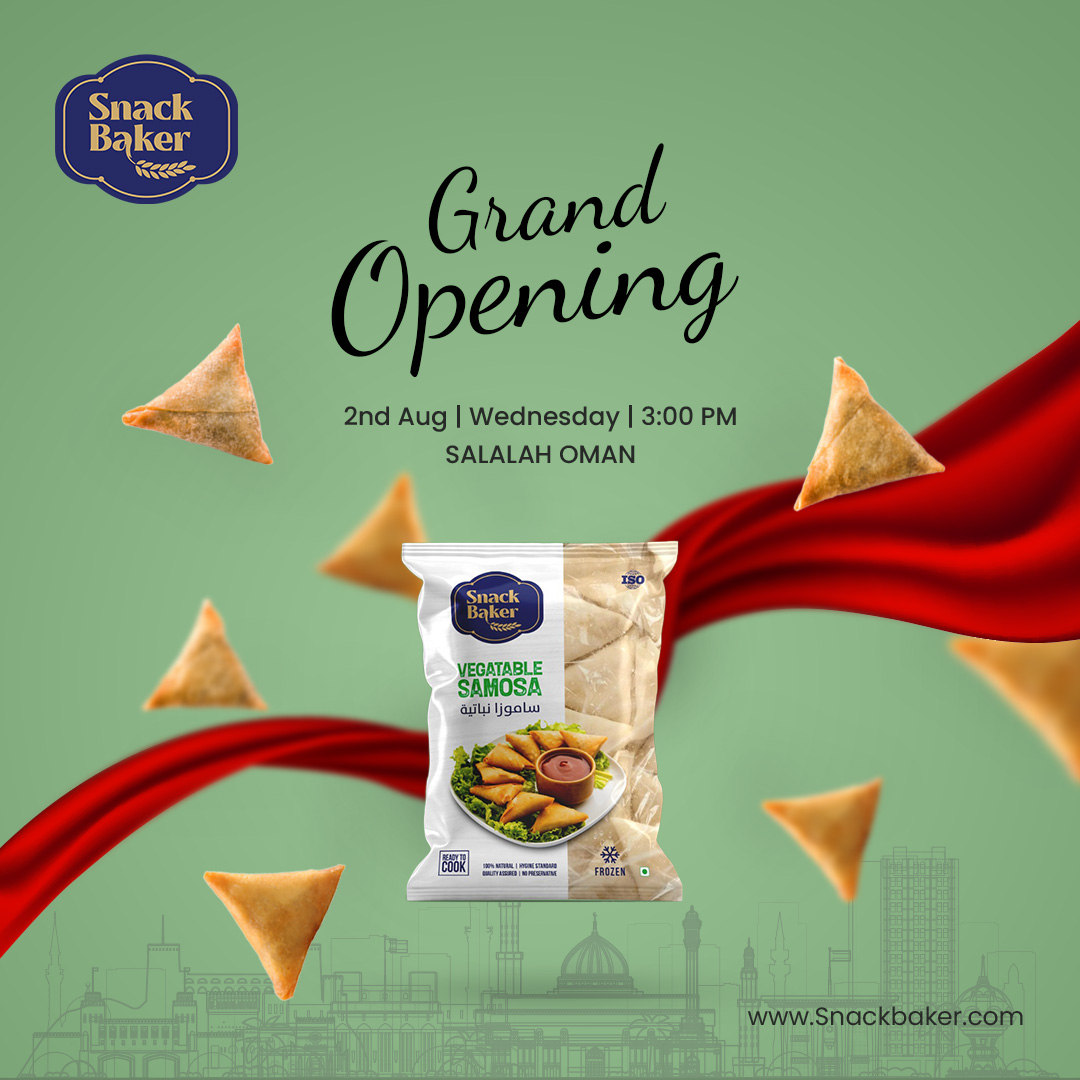 Snack
Baker
Grand
Opening
2nd Aug | Wednesday | 3:00 PM
SALALAH OMAN
ISO
Snack
Baker
VEGATABLE
SAMOSA
ساموزا نباتية
READY TO
COOK
100% NATURAL | HYGINE STANDARD
QUALITY ASSURED | NO PRESERVATIVE
FROZEN
www.Snackbaker.com